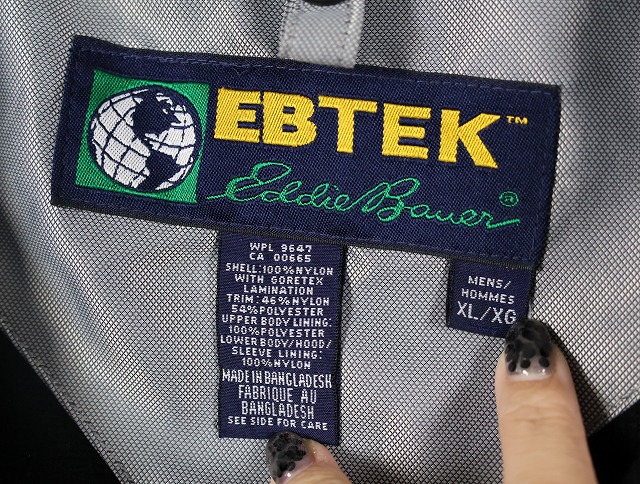 EBTEK™
Eddie Bauer®
WPL 9647
CA 00665
SHELL:100%NYLON
WITH GORETEX
LAMINATION
TRIM: 46%NYLON
54%POLYESTER
UPPER BODY LINING:
100%POLYESTER
LOWER BODY/HOOD/
SLEEVE LINING:
100%NYLON
MADE IN BANGLADESH
FABRIQUE AU
BANGLADESH
SEE SIDE FOR CARE
MENS/
HOMMES
XL/XG